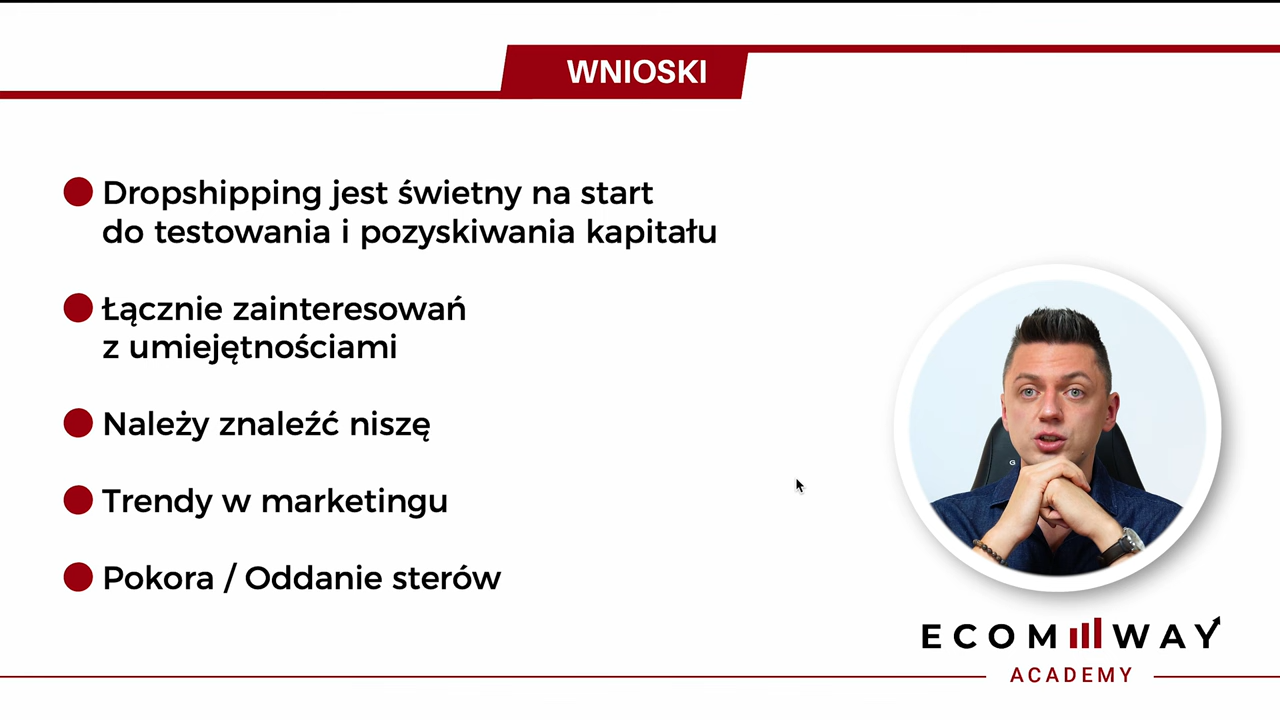 WNIOSKI
Dropshipping jest świetny na start
do testowania i pozyskiwania kapitału
Łącznie zainteresowań
z umiejętnościami
Należy znaleźć niszę
Trendy w marketingu
Pokora / Oddanie sterów
G
ECOM WAY
ACADEMY